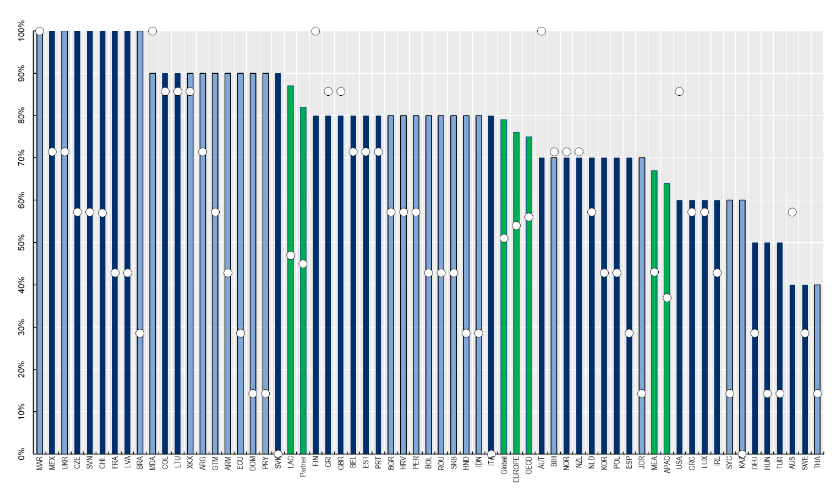 100%
90%
80%
70%
60%
50%
40%
30%
20%
10%
0%
MAR
MEX
UKR
CZE
SVN
CHL
FRA
LVA
BRA
MDA
COL
LTU
XKX
ARG
GTM
ARM
ECU
DOM
PRY
SVK
LAC
Partner
FIN
CRI
GBR
BEL
EST
PRT
BGR
HRV
PER
BOL
ROU
SRB
HND
IDN
ITA
Global
EUROPE
OECD
AUT
BIH
NOR
NZL
NLD
KOR
POL
ESP
JOR
MEA
APAC
USA
GRC
LUX
IRL
SYC
KAZ
DEU
HUN
TUR
AUS
SWE
THA